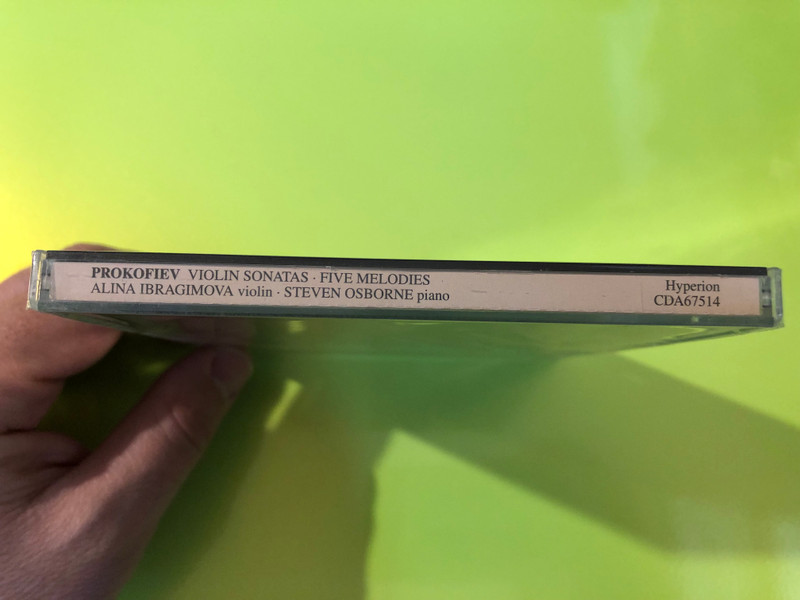 PROKOFIEV VIOLIN SONATAS · FIVE MELODIES
ALINA IBRAGIMOVA violin · STEVEN OSBORNE piano
Hyperion
CDA67514